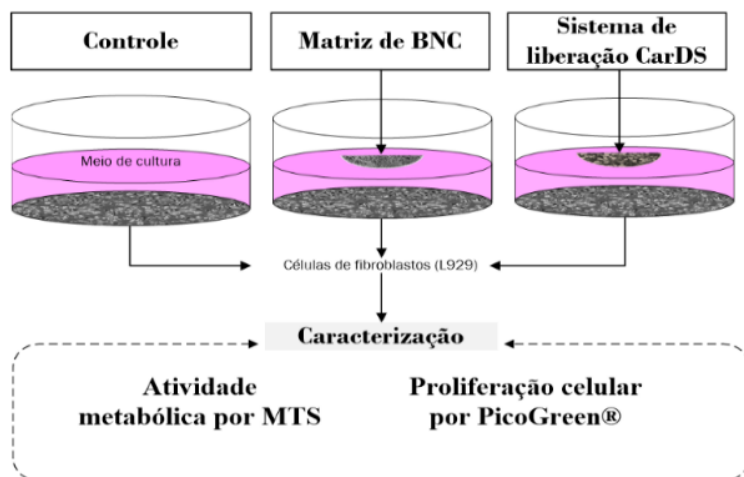 Controle
Matriz de BNC
Sistema de
liberação CarDS
Meio de cultura
Células de fibroblastos (L929)
Caracterização
Atividade
metabólica por MTS
Proliferação celular
por PicoGreen®